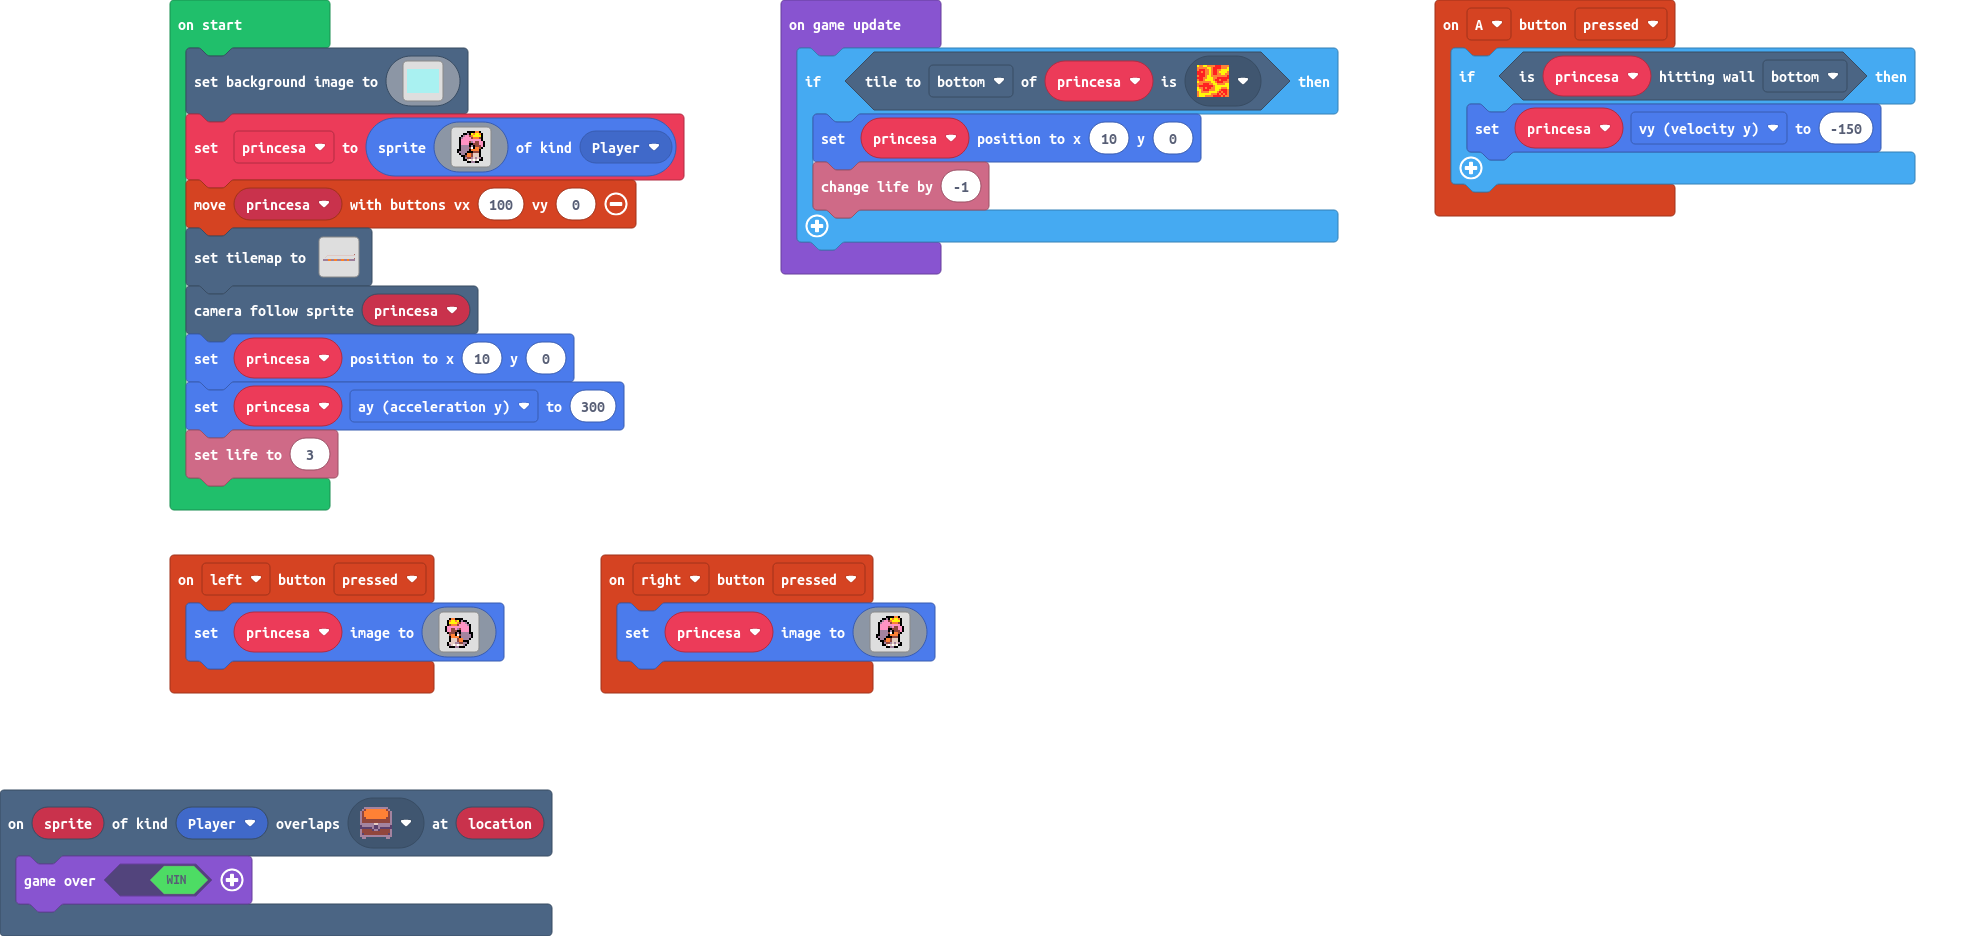 on start
set background image to
set princesa to sprite of kind Player
move princesa with buttons vx 100 vy 0
set tilemap to
camera follow sprite princesa
set princesa position to x 10 y 0
set princesa ay (acceleration y) to 300
set life to 3
on game update
if tile to bottom of princesa is then
set princesa position to x 10 y 0
change life by -1
on A button pressed
if is princesa hitting wall bottom then
set princesa vy (velocity y) to -150
on left button pressed
set princesa image to
on right button pressed
set princesa image to
on sprite of kind Player overlaps at location
game over WIN